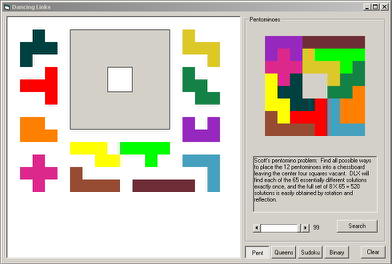 Dancing Links
Pentominoes
Scott's pentomino problem: Find all possible ways
to place the 12 pentominoes into a chessboard
leaving the center four squares vacant. DLX will
find each of the 65 essentially different solutions
exactly once, and the full set of 8 X 65 = 520
solutions is easily obtained by rotation and
reflection.
99 Search
Pent Queens Sudoku Binary Clear